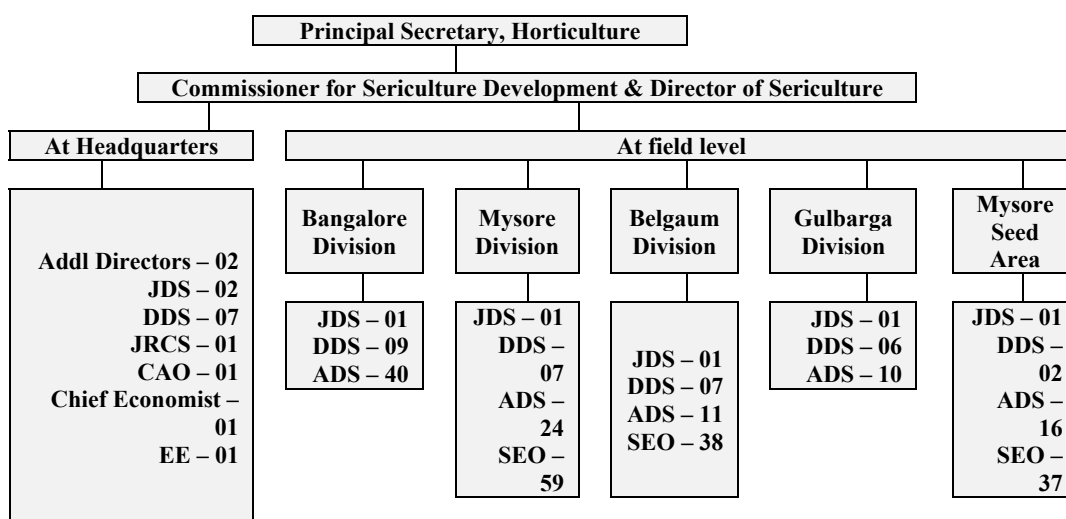 Principal Secretary, Horticulture
Commissioner for Sericulture Development & Director of Sericulture
At Headquarters
At field level
Addl Directors – 02
JDS – 02
DDS – 07
JRCS – 01
CAO – 01
Chief Economist –
01
EE – 01
Bangalore
Division
JDS – 01
DDS – 09
ADS – 40
Mysore
Division
JDS – 01
DDS –
07
ADS –
24
SEO –
59
Belgaum
Division
JDS – 01
DDS – 07
ADS – 11
SEO – 38
Gulbarga
Division
JDS – 01
DDS – 06
ADS – 10
Mysore
Seed
Area
JDS – 01
DDS –
02
ADS –
16
SEO –
37